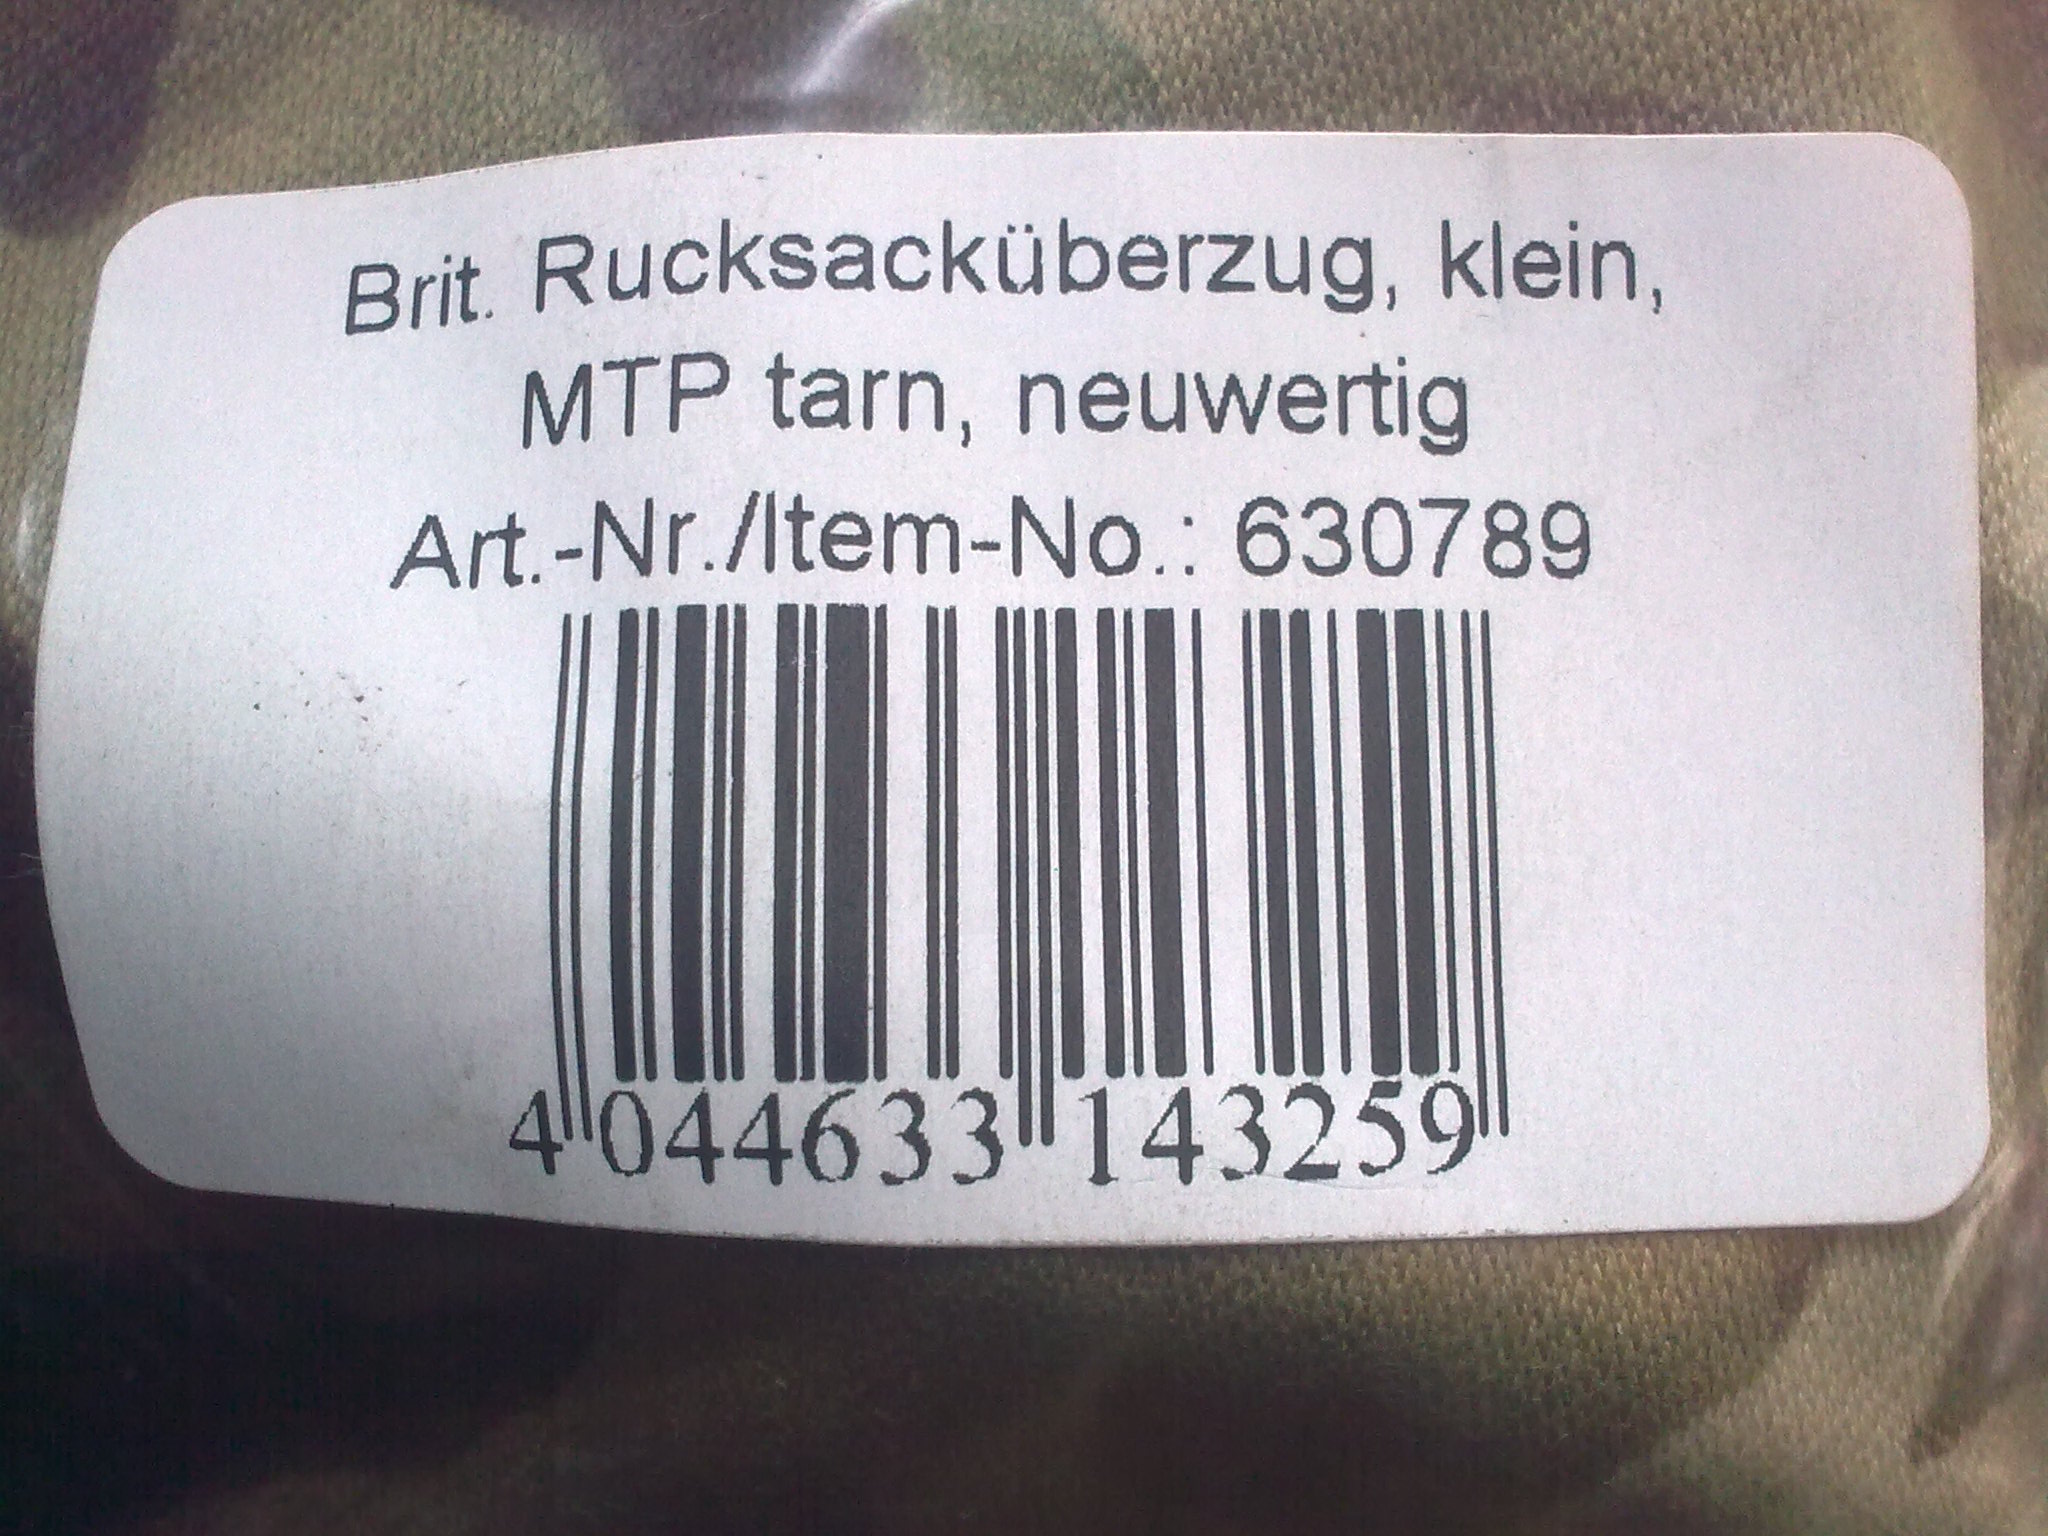 Brit. Rucksacküberzug, klein,
MTP tarn, neuwertig
Art.-Nr./Item-No.: 630789
4 044633 143259